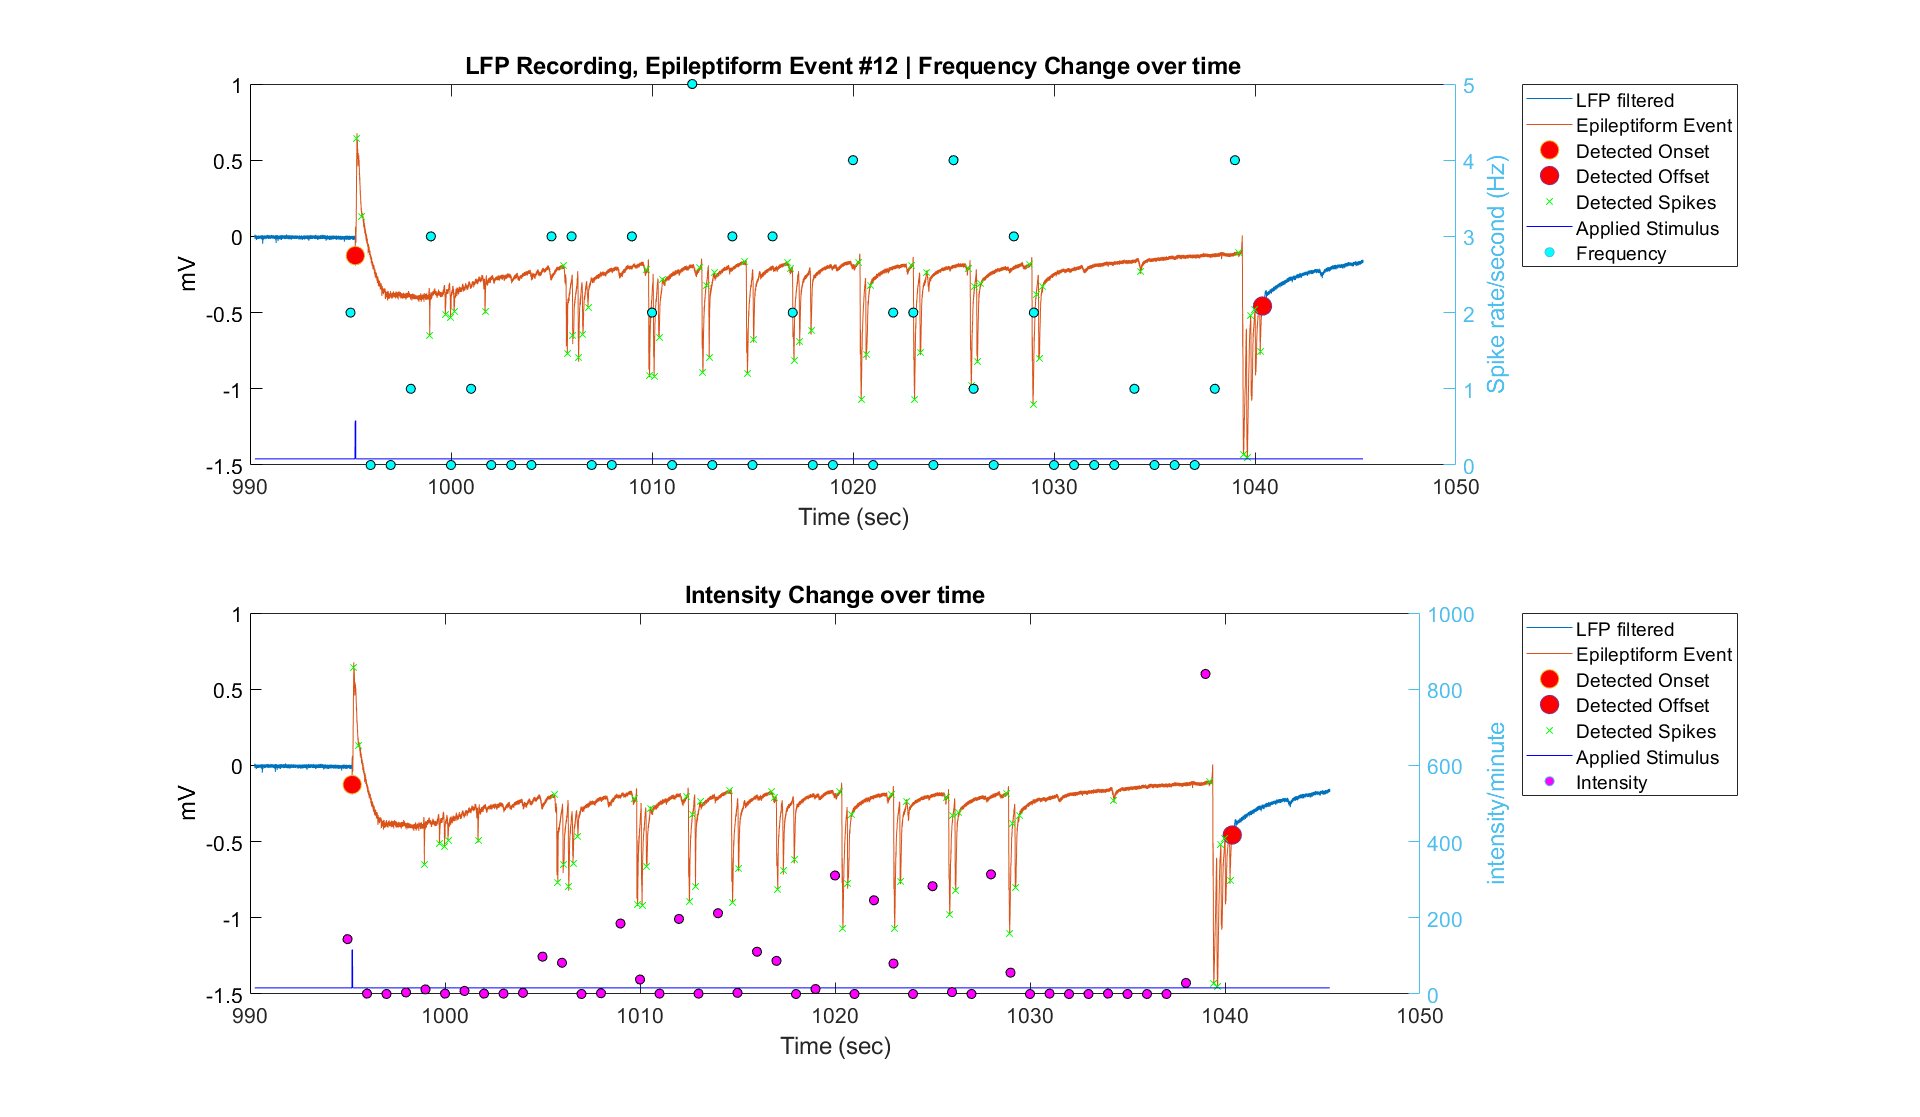 LFP Recording, Epileptiform Event #12 | Frequency Change over time
1
0.5
0
-0.5
-1
-1.5
mV
5
4
3
2
1
0
Spike rate/second (Hz)
990 1000 1010 1020 1030 1040 1050
Time (sec)
LFP filtered
Epileptiform Event
Detected Onset
Detected Offset
Detected Spikes
Applied Stimulus
Frequency
Intensity Change over time
1
0.5
0
-0.5
-1
-1.5
mV
1000
800
600
400
200
0
intensity/minute
990 1000 1010 1020 1030 1040 1050
Time (sec)
LFP filtered
Epileptiform Event
Detected Onset
Detected Offset
Detected Spikes
Applied Stimulus
Intensity